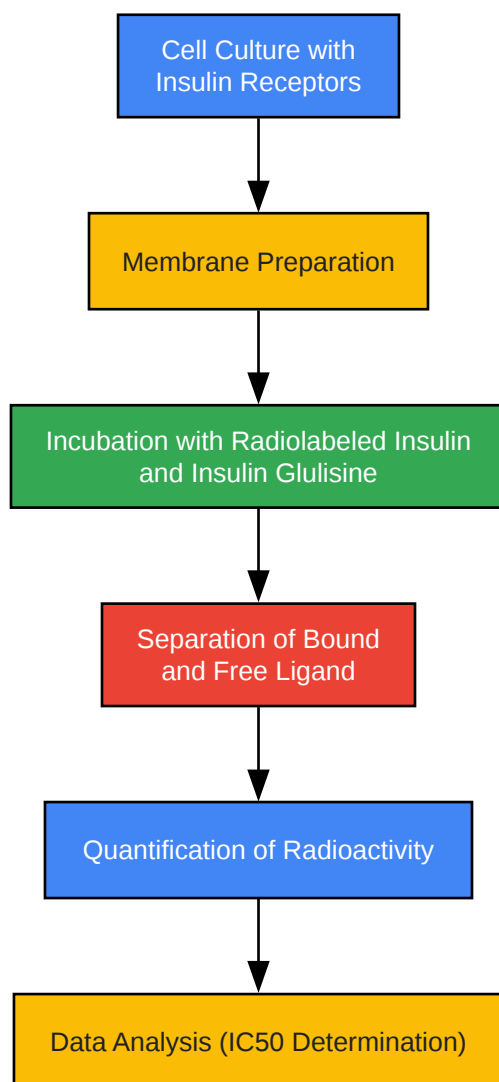 Cell Culture with
Insulin Receptors
Membrane Preparation
Incubation with Radiolabeled Insulin
and Insulin Glulisine
Separation of Bound
and Free Ligand
Quantification of Radioactivity
Data Analysis (IC50 Determination)